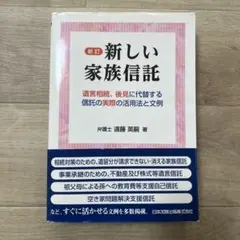 新訂 新しい
家族信託
遺言相続、後見に代替する
信託の実際の活用法と文例
弁護士 遠藤 英嗣 著
相続対策のための、遺留分が請求できない・消える家族信託
事業承継のための、不動産及び株式等遺言信託
祖父母による孫への教育費等支援自己信託
空き家問題解決支援信託
など、すぐに活かせる文例を多数掲載。
日本加除出版株式会社